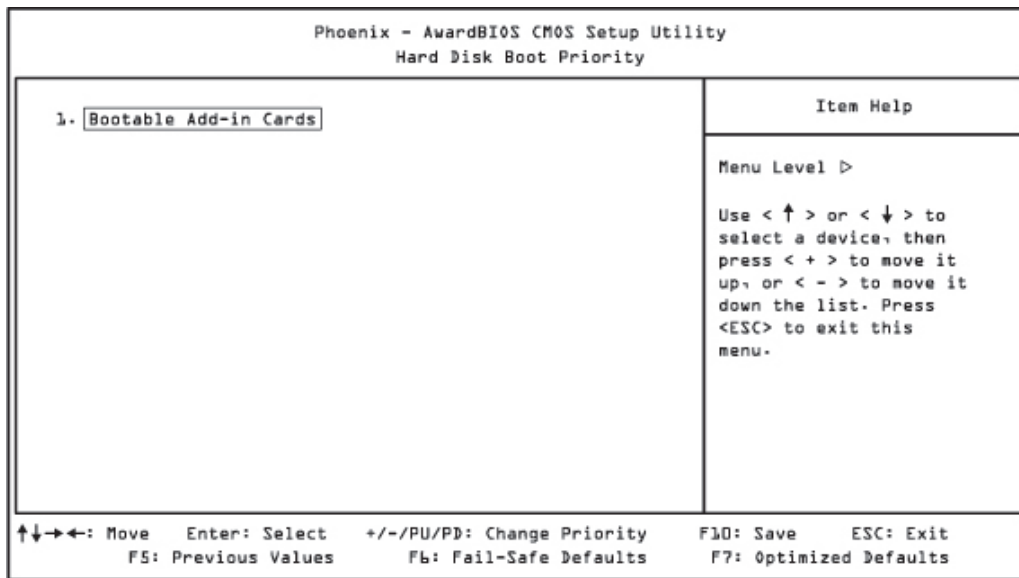 Phoenix - AwardBIOS CMOS Setup Utility
Hard Disk Boot Priority
1. Bootable Add-in Cards
Item Help
Menu Level ▷
Use < ↑ > or < ↓ > to
select a device, then
press < + > to move it
up, or < - > to move it
down the list. Press
<ESC> to exit this
menu.
↑↓→←: Move Enter: Select +/-/PU/PD: Change Priority F10: Save ESC: Exit
F5: Previous Values F6: Fail-Safe Defaults F7: Optimized Defaults